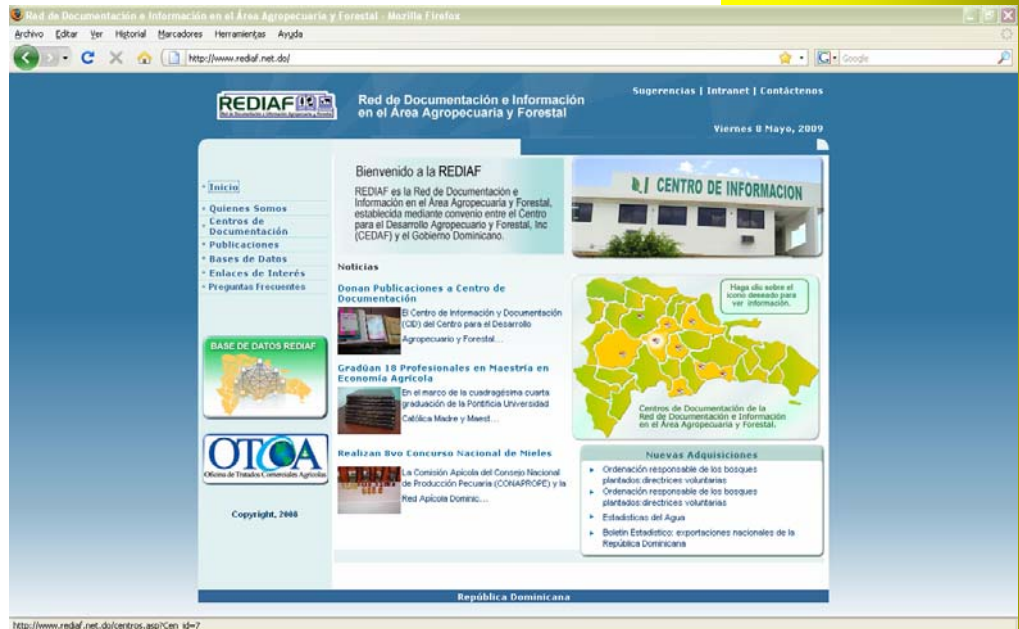 Red de Documentación e Información en el Área Agropecuaria y Forestal - Mozilla Firefox
Archivo Editar Ver Historial Marcadores Herramientas Ayuda
http://www.rediaf.net.do/
Google
REDIAF
Red de Documentación e Información
en el Área Agropecuaria y Forestal
Sugerencias | Intranet | Contáctenos
Viernes 8 Mayo, 2009
Inicio
Quienes Somos
Centros de
Documentación
Publicaciones
Bases de Datos
Enlaces de Interés
Preguntas Frecuentes
BASE DE DATOS REDIAF
OTCA
Oficina de Tratados Comerciales Agrícolas
Copyright, 2008
Bienvenido a la REDIAF
REDIAF es la Red de Documentación e
Información en el Área Agropecuaria y Forestal,
establecida mediante convenio entre el Centro
para el Desarrollo Agropecuario y Forestal, Inc
(CEDAF) y el Gobierno Dominicano.
CENTRO DE INFORMACION
Noticias
Donan Publicaciones a Centro de
Documentación
El Centro de Información y Documentación
(CID) del Centro para el Desarrollo
Agropecuario y Forestal...
Gradúan 18 Profesionales en Maestría en
Economía Agrícola
En el marco de la cuadragésima cuarta
graduación de la Pontificia Universidad
Católica Madre y Maest...
Realizan 8vo Concurso Nacional de Mieles
La Comisión Apícola del Consejo Nacional
de Producción Pecuaria (CONAPROPE) y la
Red Apícola Dominic...
Haga clic sobre el
icono deseado para
ver información.
Centros de Documentación de la
Red de Documentación e Información
en el Área Agropecuaria y Forestal.
Nuevas Adquisiciones
Ordenación responsable de los bosques
plantados:directrices voluntarias
Ordenación responsable de los bosques
plantados:directrices voluntarias
Estadísticas del Agua
Boletín Estadístico: exportaciones nacionales de la
República Dominicana
República Dominicana
http://www.rediaf.net.do/centros.asp?Cen_id=7